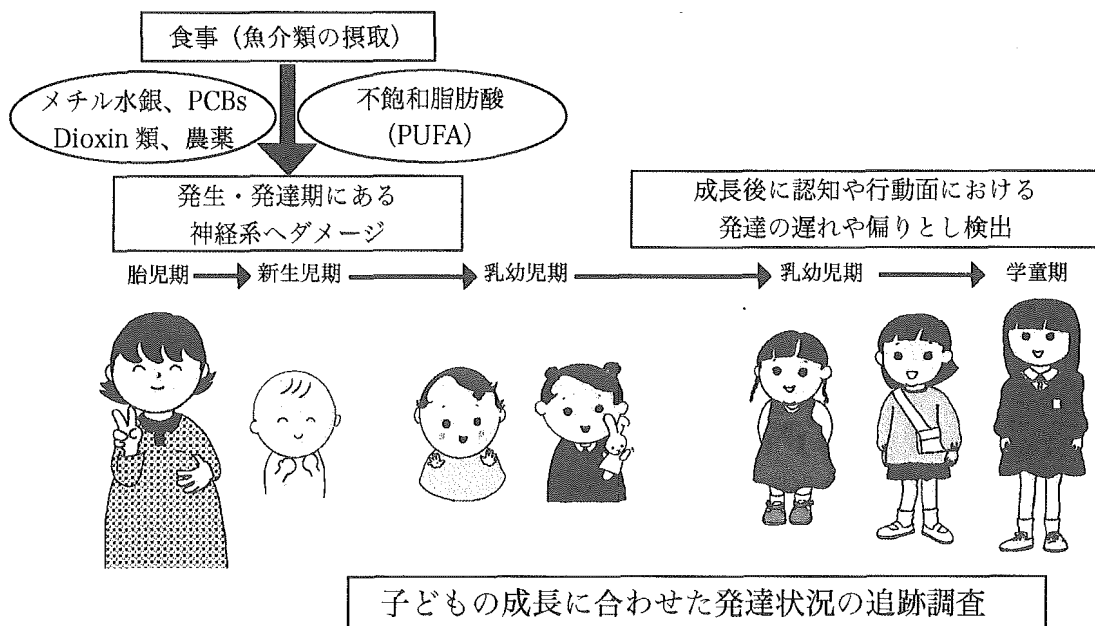 食事（魚介類の摂取）
メチル水銀、PCBs
Dioxin 類、農薬
不飽和脂肪酸
(PUFA)
発生・発達期にある
神経系へダメージ
成長後に認知や行動面における
発達の遅れや偏りとし検出
胎児期
新生児期
乳幼児期
乳幼児期
学童期
子どもの成長に合わせた発達状況の追跡調査